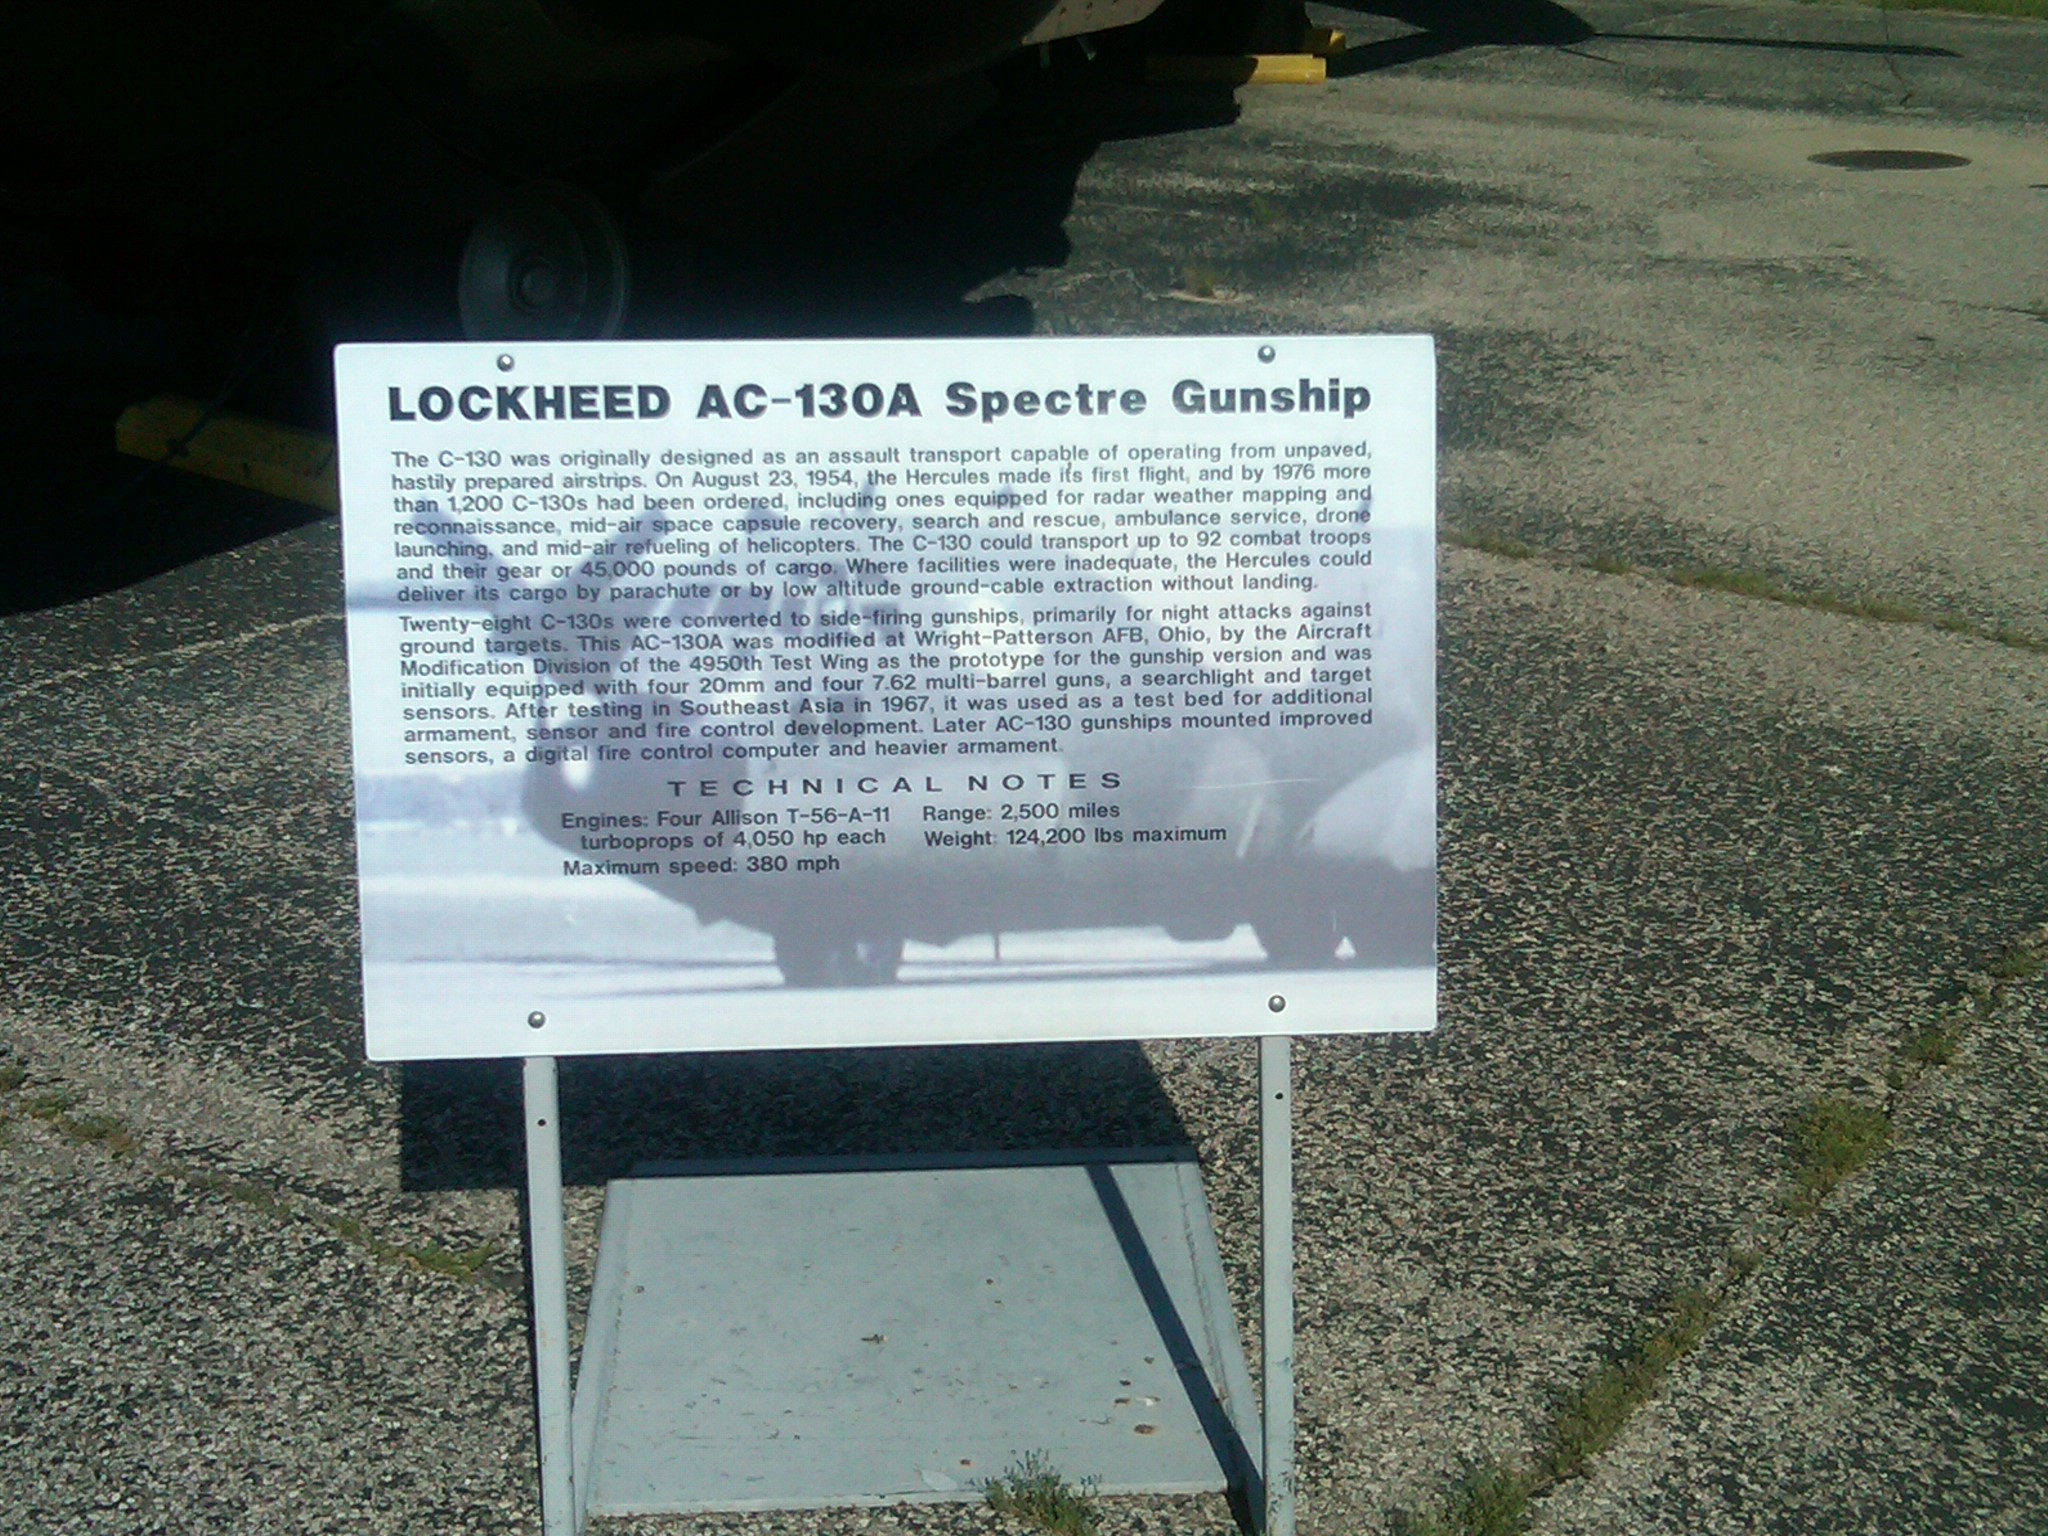 LOCKHEED AC-130A Spectre Gunship
The C-130 was originally designed as an assault transport capable of operating from unpaved,
hastily prepared airstrips. On August 23, 1954, the Hercules made its first flight, and by 1976 more
than 1,200 C-130s had been ordered, including ones equipped for radar weather mapping and
reconnaissance, mid-air space capsule recovery, search and rescue, ambulance service, drone
launching, and mid-air refueling of helicopters. The C-130 could transport up to 92 combat troops
and their gear or 45,000 pounds of cargo. Where facilities were inadequate, the Hercules could
deliver its cargo by parachute or by low altitude ground-cable extraction without landing.
Twenty-eight C-130s were converted to side-firing gunships, primarily for night attacks against
ground targets. This AC-130A was modified at Wright-Patterson AFB, Ohio, by the Aircraft
Modification Division of the 4950th Test Wing as the prototype for the gunship version and was
initially equipped with four 20mm and four 7.62 multi-barrel guns, a searchlight and target
sensors. After testing in Southeast Asia in 1967, it was used as a test bed for additional
armament, sensor and fire control development. Later AC-130 gunships mounted improved
sensors, a digital fire control computer and heavier armament.
TECHNICAL NOTES
Engines: Four Allison T-56-A-11
turboprops of 4,050 hp each
Maximum speed: 380 mph
Range: 2,500 miles
Weight: 124,200 lbs maximum